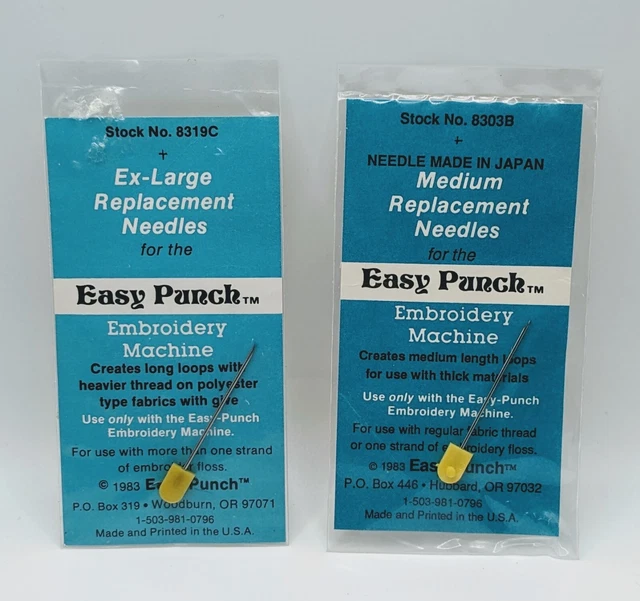 Stock No. 8319C
+
Ex-Large
Replacement
Needles
for the
Easy Punch™
Embroidery
Machine
Creates long loops with
heavier thread on polyester
type fabrics with give
Use only with the Easy-Punch
Embroidery Machine.
For use with more than one strand
of embroidery floss.
© 1983 Easy Punch™
P.O. Box 319 • Woodburn, OR 97071
1-503-981-0796
Made and Printed in the U.S.A.
Stock No. 8303B
+
NEEDLE MADE IN JAPAN
Medium
Replacement
Needles
for the
Easy Punch™
Embroidery
Machine
Creates medium length loops
for use with thick materials
Use only with the Easy-Punch
Embroidery Machine.
For use with regular fabric thread
or one strand of embroidery floss.
© 1983 Easy Punch™
P.O. Box 446 • Hubbard, OR 97032
1-503-981-0796
Made and Printed in the U.S.A.